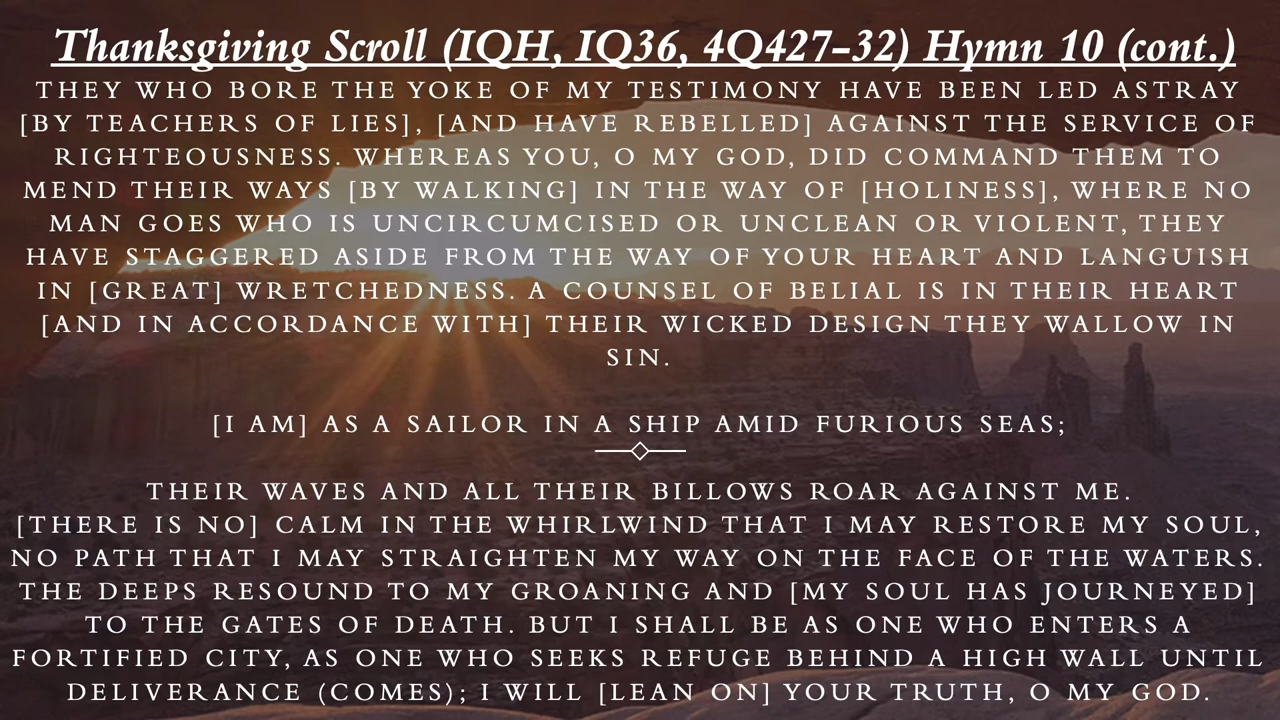 Thanksgiving Scroll (IQH, IQ36, 4Q427-32) Hymn 10 (cont.)
THEY WHO BORE THE YOKE OF MY TESTIMONY HAVE BEEN LED ASTRAY
[BY TEACHERS OF LIES], [AND HAVE REBELLED] AGAINST THE SERVICE OF
RIGHTEOUSNESS. WHEREAS YOU, O MY GOD, DID COMMAND THEM TO
MEND THEIR WAYS [BY WALKING] IN THE WAY OF [HOLINESS], WHERE NO
MAN GOES WHO IS UNCIRCUMCISED OR UNCLEAN OR VIOLENT, THEY
HAVE STAGGERED ASIDE FROM THE WAY OF YOUR HEART AND LANGUISH
IN [GREAT] WRETCHEDNESS. A COUNSEL OF BELIAL IS IN THEIR HEART
[AND IN ACCORDANCE WITH] THEIR WICKED DESIGN THEY WALLOW IN
SIN.
[I AM] AS A SAILOR IN A SHIP AMID FURIOUS SEAS;
THEIR WAVES AND ALL THEIR BILLOWS ROAR AGAINST ME.
[THERE IS NO] CALM IN THE WHIRLWIND THAT I MAY RESTORE MY SOUL,
NO PATH THAT I MAY STRAIGHTEN MY WAY ON THE FACE OF THE WATERS.
THE DEEPS RESOUND TO MY GROANING AND [MY SOUL HAS JOURNEYED]
TO THE GATES OF DEATH. BUT I SHALL BE AS ONE WHO ENTERS A
FORTIFIED CITY, AS ONE WHO SEEKS REFUGE BEHIND A HIGH WALL UNTIL
DELIVERANCE (COMES); I WILL [LEAN ON] YOUR TRUTH, O MY GOD.